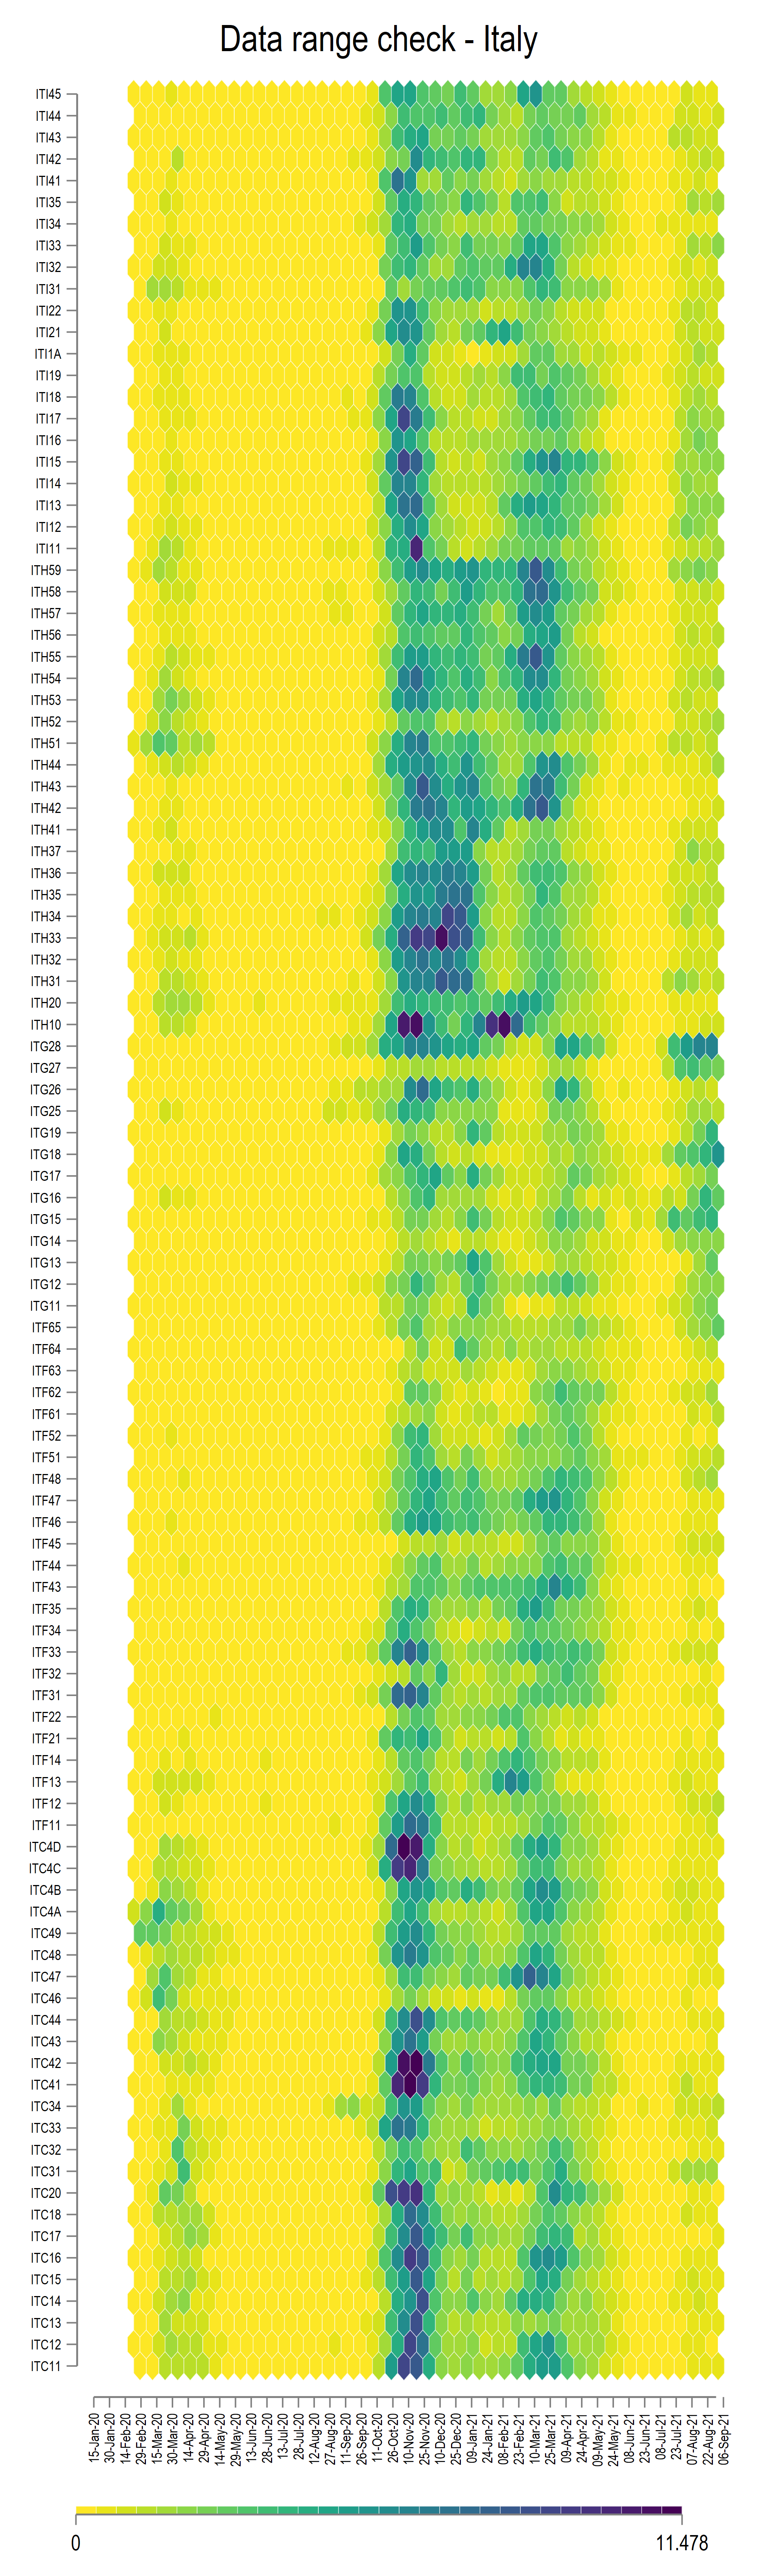 Data range check - Italy
ITI45
ITI44
ITI43
ITI42
ITI41
ITI35
ITI34
ITI33
ITI32
ITI31
ITI22
ITI21
ITI1A
ITI19
ITI18
ITI17
ITI16
ITI15
ITI14
ITI13
ITI12
ITI11
ITH59
ITH58
ITH57
ITH56
ITH55
ITH54
ITH53
ITH52
ITH51
ITH44
ITH43
ITH42
ITH41
ITH37
ITH36
ITH35
ITH34
ITH33
ITH32
ITH31
ITH20
ITH10
ITG28
ITG27
ITG26
ITG25
ITG19
ITG18
ITG17
ITG16
ITG15
ITG14
ITG13
ITG12
ITG11
ITF65
ITF64
ITF63
ITF62
ITF61
ITF52
ITF51
ITF48
ITF47
ITF46
ITF45
ITF44
ITF43
ITF35
ITF34
ITF33
ITF32
ITF31
ITF22
ITF21
ITF14
ITF13
ITF12
ITF11
ITC4D
ITC4C
ITC4B
ITC4A
ITC49
ITC48
ITC47
ITC46
ITC44
ITC43
ITC42
ITC41
ITC34
ITC33
ITC32
ITC31
ITC20
ITC18
ITC17
ITC16
ITC15
ITC14
ITC13
ITC12
ITC11
15-Jan-20
30-Jan-20
14-Feb-20
29-Feb-20
15-Mar-20
30-Mar-20
14-Apr-20
29-Apr-20
14-May-20
29-May-20
13-Jun-20
28-Jun-20
13-Jul-20
28-Jul-20
12-Aug-20
27-Aug-20
11-Sep-20
26-Sep-20
11-Oct-20
26-Oct-20
10-Nov-20
25-Nov-20
10-Dec-20
25-Dec-20
09-Jan-21
24-Jan-21
08-Feb-21
23-Feb-21
10-Mar-21
25-Mar-21
09-Apr-21
24-Apr-21
09-May-21
24-May-21
08-Jun-21
23-Jun-21
08-Jul-21
23-Jul-21
07-Aug-21
22-Aug-21
06-Sep-21
0
11.478